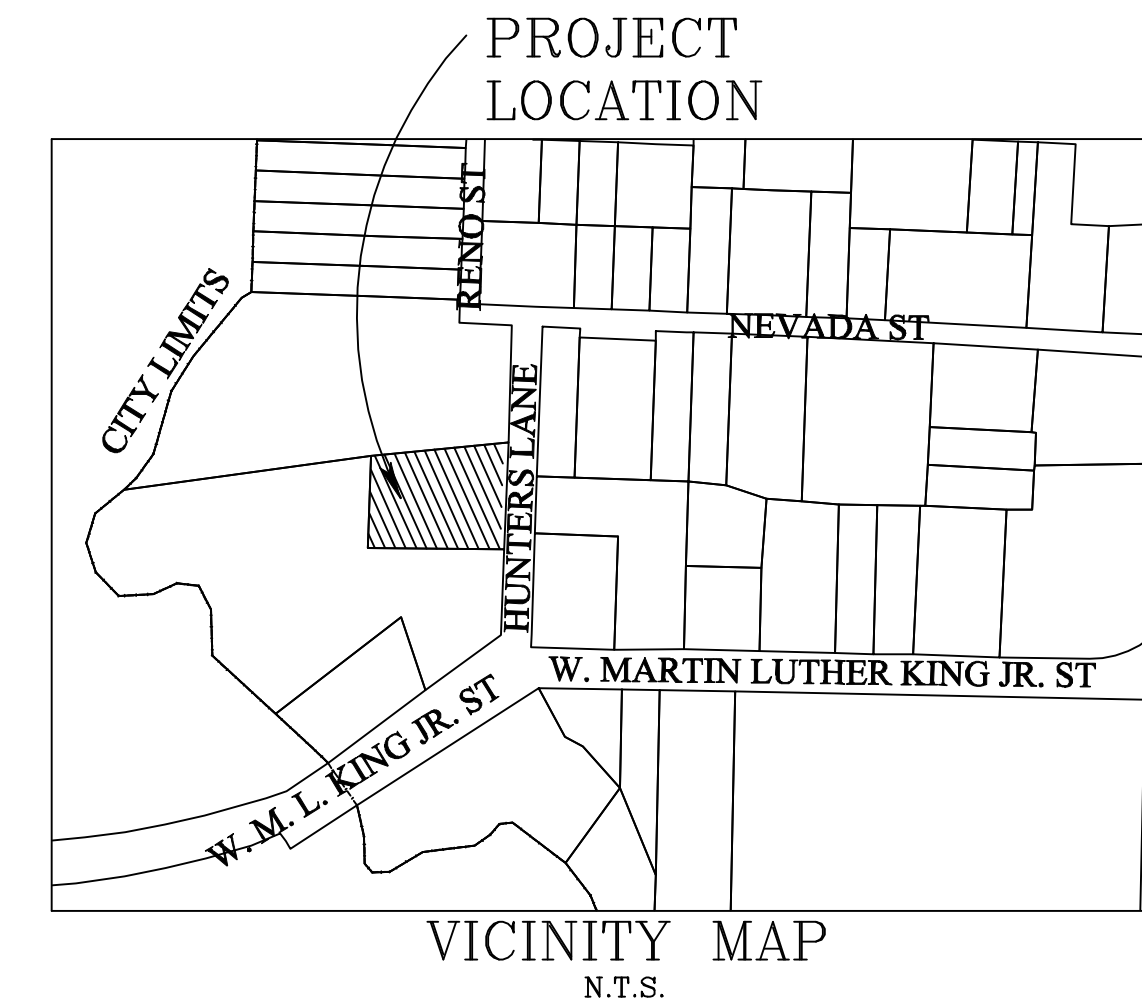 PROJECT
LOCATION
RENO ST
CITY LIMITS
NEVADA ST
HUNTERS LANE
W. MARTIN LUTHER KING JR. ST
W. M. L. KING JR. ST
VICINITY MAP
N.T.S.